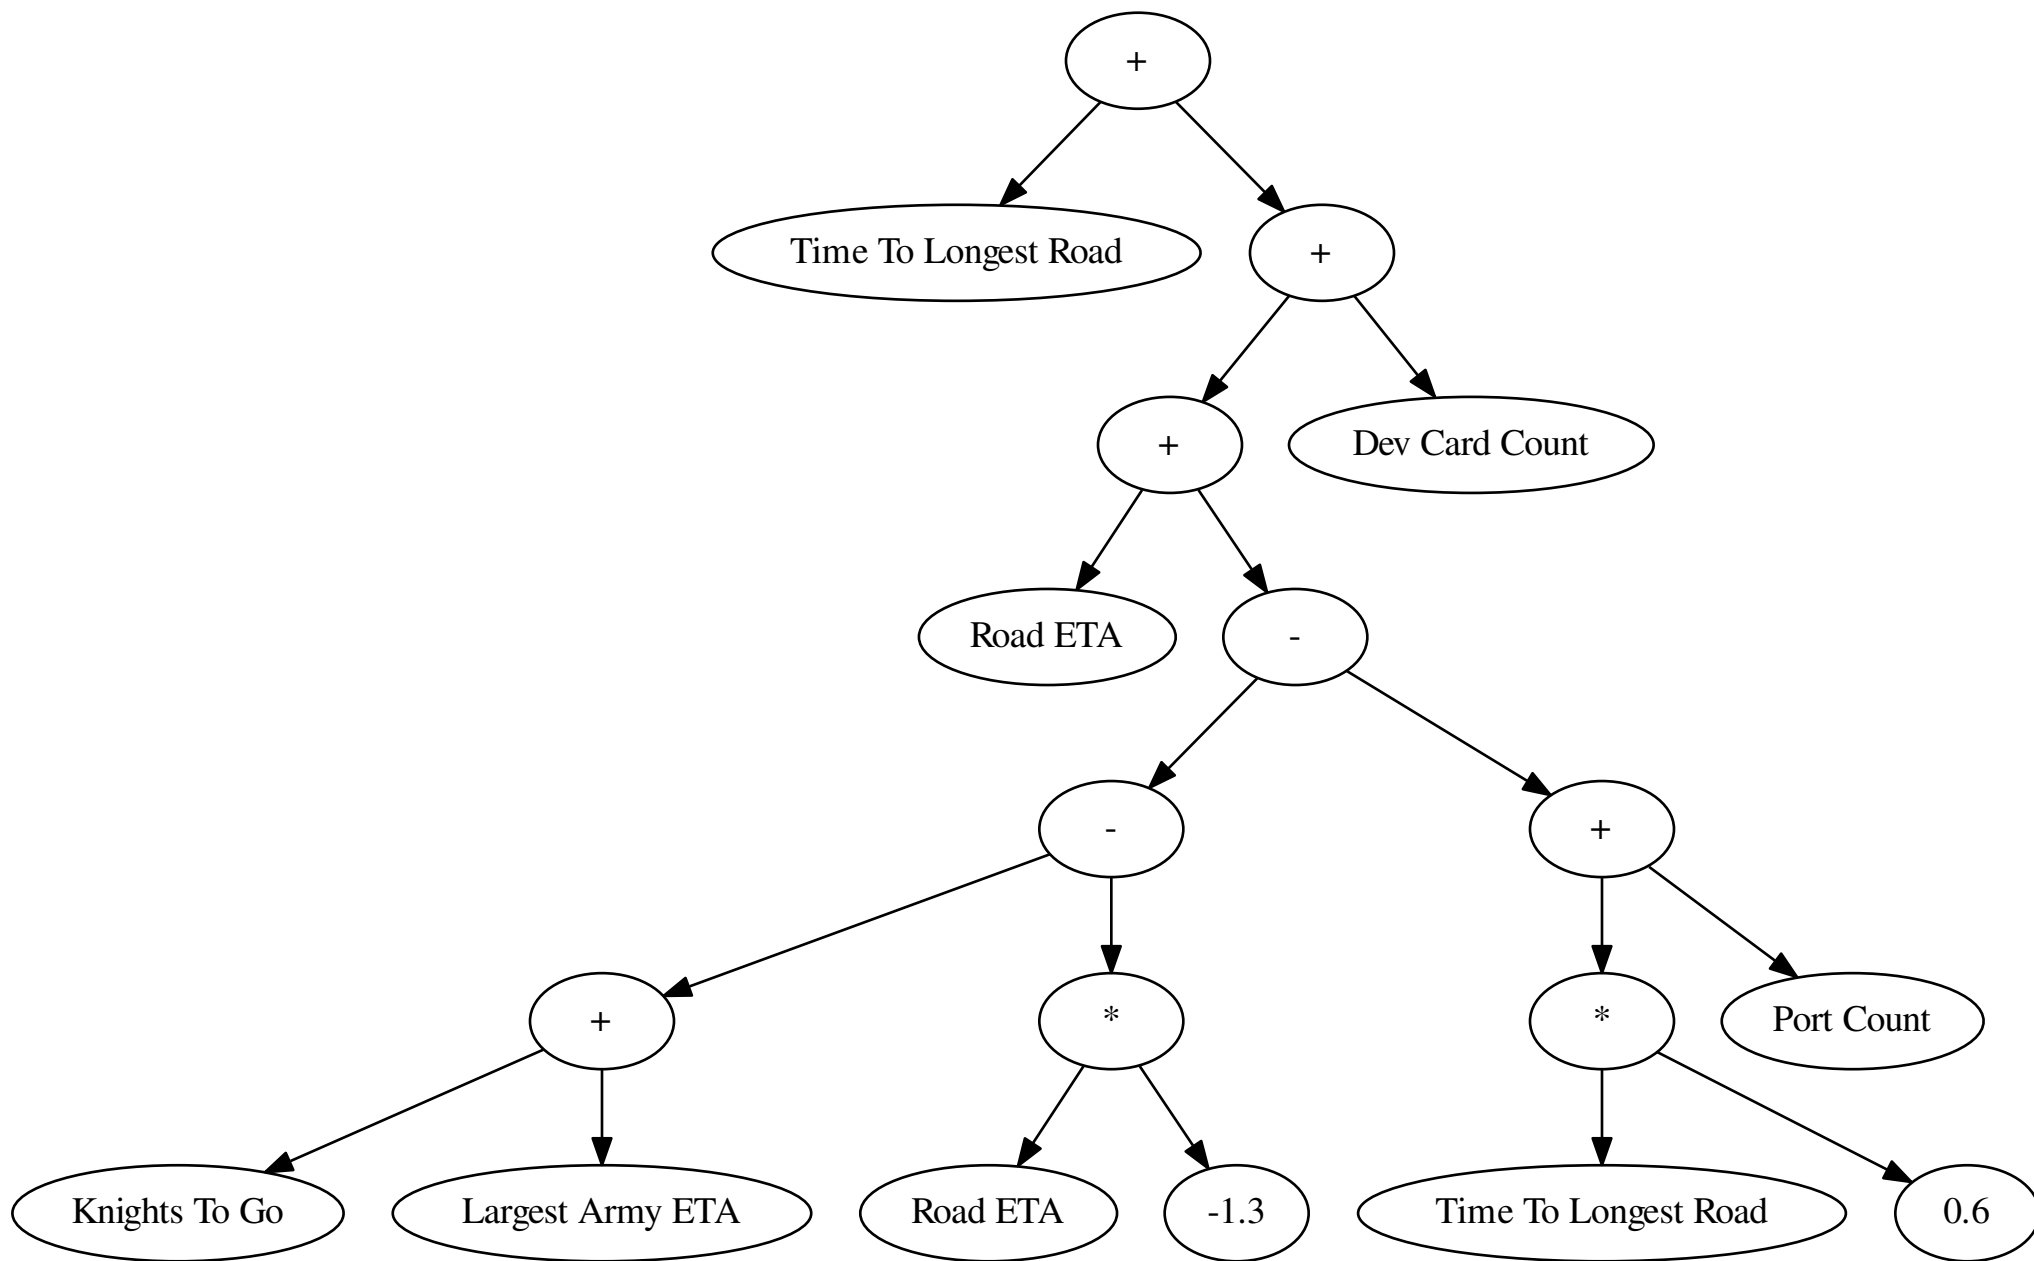 +
Time To Longest Road
+
+
Dev Card Count
Road ETA
-
-
+
+
*
*
Port Count
Knights To Go
Largest Army ETA
Road ETA
-1.3
Time To Longest Road
0.6